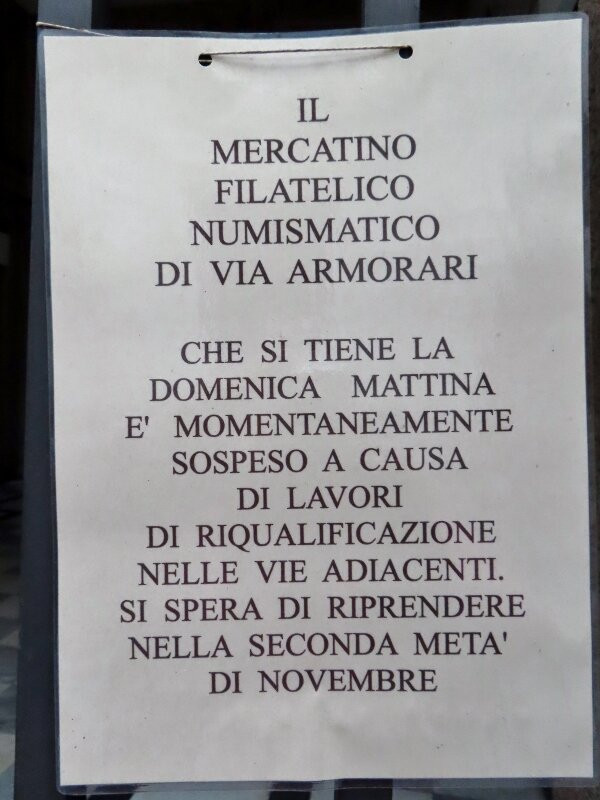 IL
MERCATINO
FILATELICO
NUMISMATICO
DI VIA ARMORARI
CHE SI TIENE LA
DOMENICA MATTINA
E' MOMENTANEAMENTE
SOSPESO A CAUSA
DI LAVORI
DI RIQUALIFICAZIONE
NELLE VIE ADIACENTI.
SI SPERA DI RIPRENDERE
NELLA SECONDA META'
DI NOVEMBRE